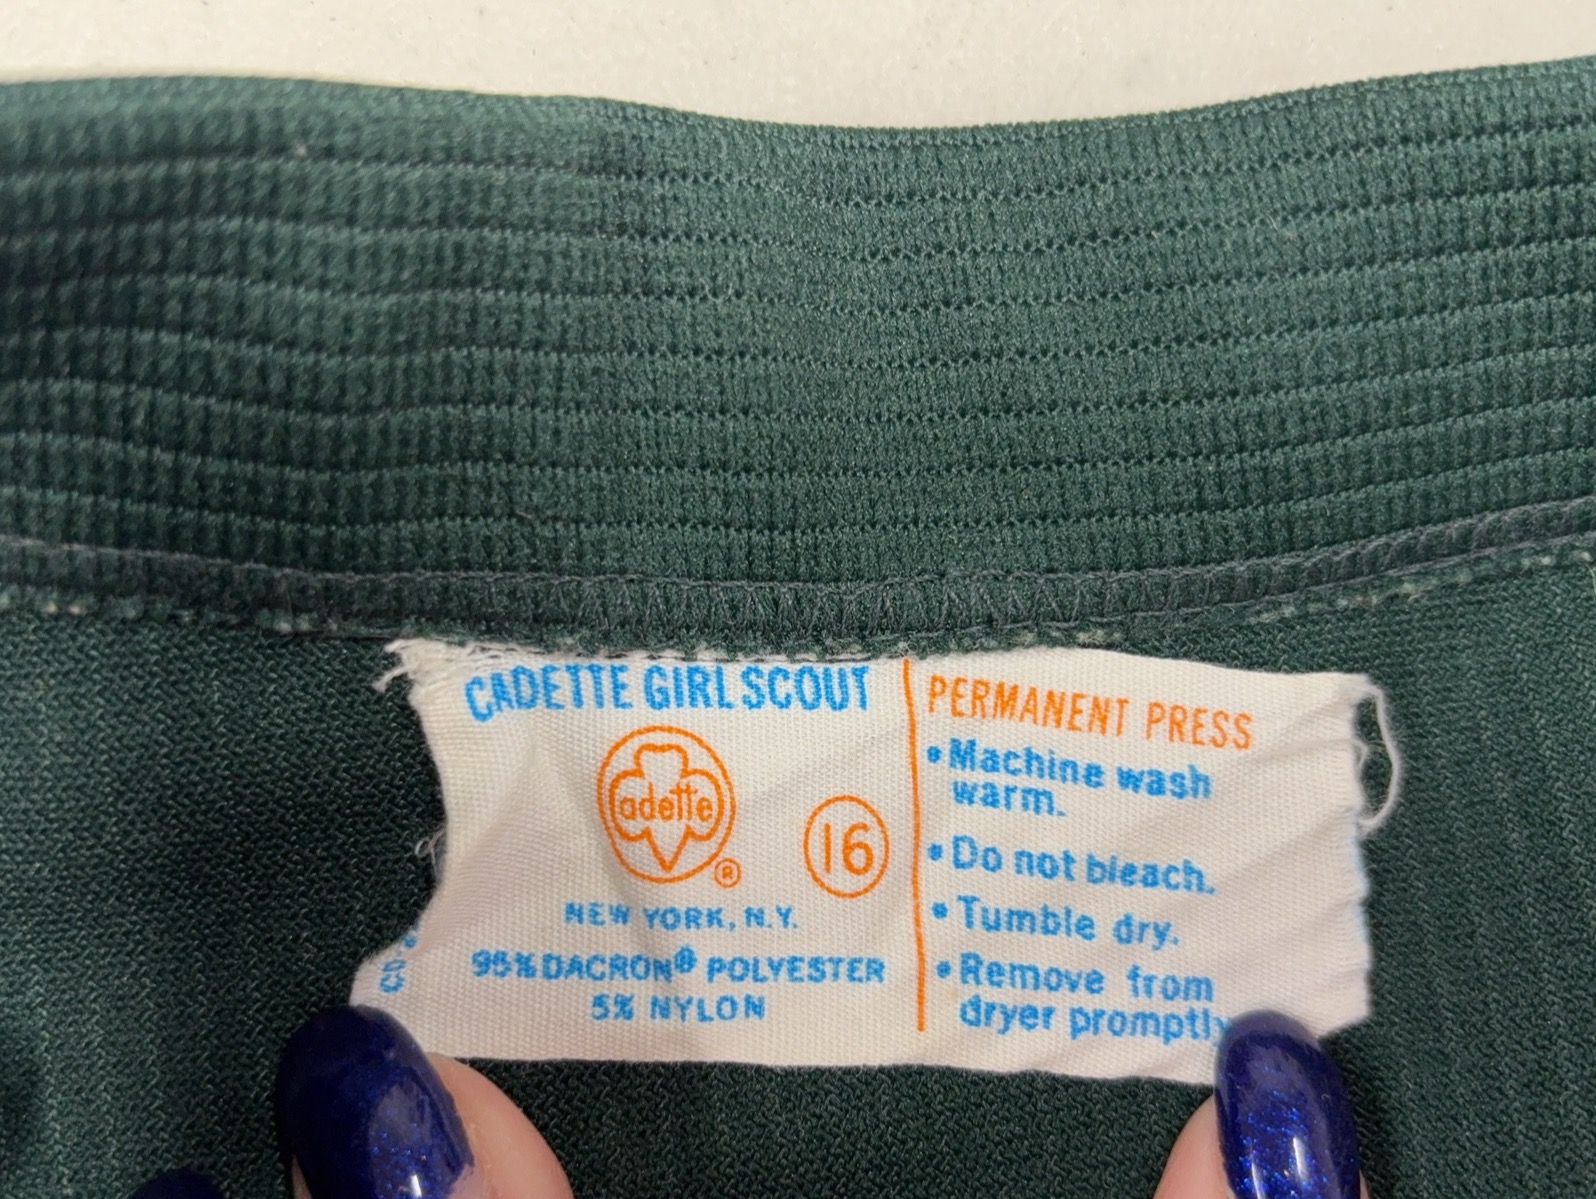 CADETTE GIRL SCOUT
Cadette
®
16
NEW YORK, N.Y.
95% DACRON® POLYESTER
5% NYLON
PERMANENT PRESS
• Machine wash
warm.
• Do not bleach.
• Tumble dry.
• Remove from
dryer promptly